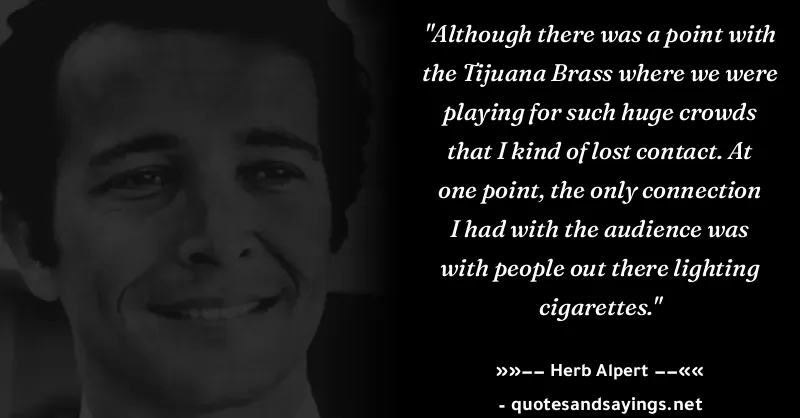 "Although there was a point with
the Tijuana Brass where we were
playing for such huge crowds
that I kind of lost contact. At
one point, the only connection
I had with the audience was
with people out there lighting
cigarettes."
»»–– Herb Alpert ––««
- quotesandsayings.net